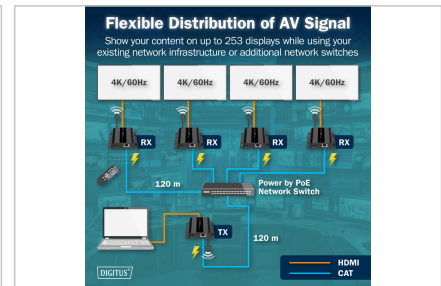 Flexible Distribution of AV Signal
Show your content on up to 253 displays while using your
existing network infrastructure or additional network switches
4K/60Hz 4K/60Hz 4K/60Hz 4K/60Hz
RX RX RX RX
120 m
Power by PoE
Network Switch
TX
120 m
HDMI
CAT
DIGITUS®